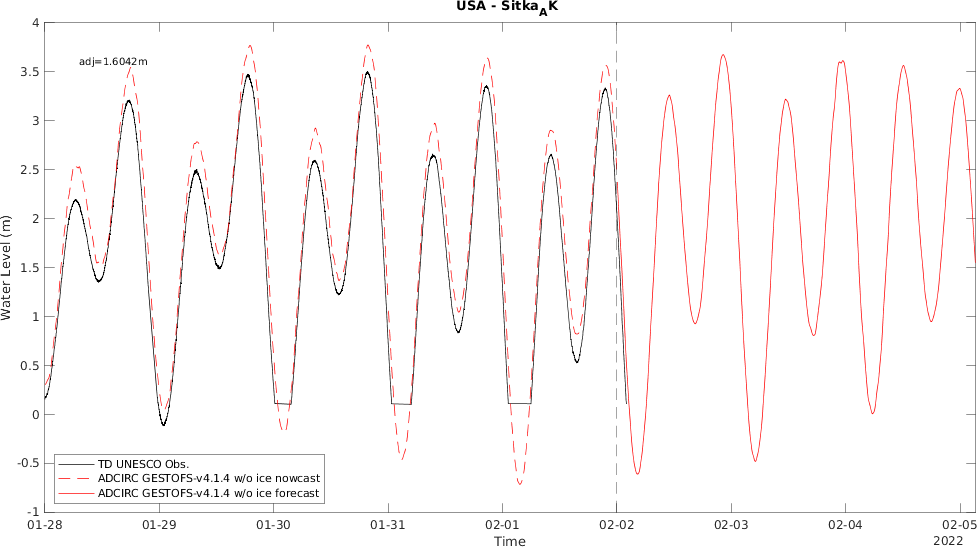 USA - Sitka_AK
adj=1.6042m
4
3.5
3
2.5
2
1.5
1
0.5
0
-0.5
-1
Water Level (m)
TD UNESCO Obs.
ADCIRC GESTOFS-v4.1.4 w/o ice nowcast
ADCIRC GESTOFS-v4.1.4 w/o ice forecast
01-28 01-29 01-30 01-31 02-01 02-02 02-03 02-04 02-05
Time 2022